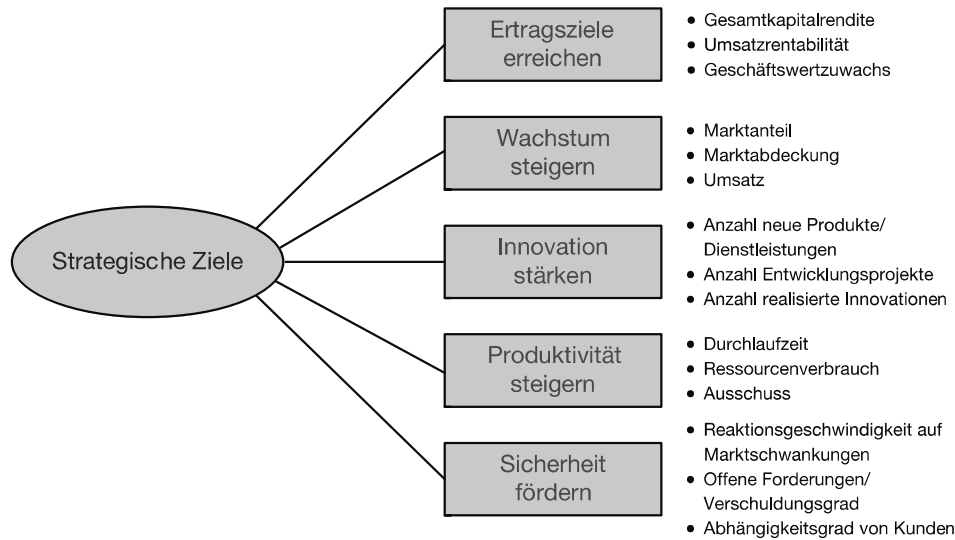 Strategische Ziele
Ertragsziele
erreichen
• Gesamtkapitalrendite
• Umsatzrentabilität
• Geschäftswertzuwachs
Wachstum
steigern
• Marktanteil
• Marktabdeckung
• Umsatz
Innovation
stärken
• Anzahl neue Produkte/
Dienstleistungen
• Anzahl Entwicklungsprojekte
• Anzahl realisierte Innovationen
Produktivität
steigern
• Durchlaufzeit
• Ressourcenverbrauch
• Ausschuss
Sicherheit
fördern
• Reaktionsgeschwindigkeit auf
Marktschwankungen
• Offene Forderungen/
Verschuldungsgrad
• Abhängigkeitsgrad von Kunden